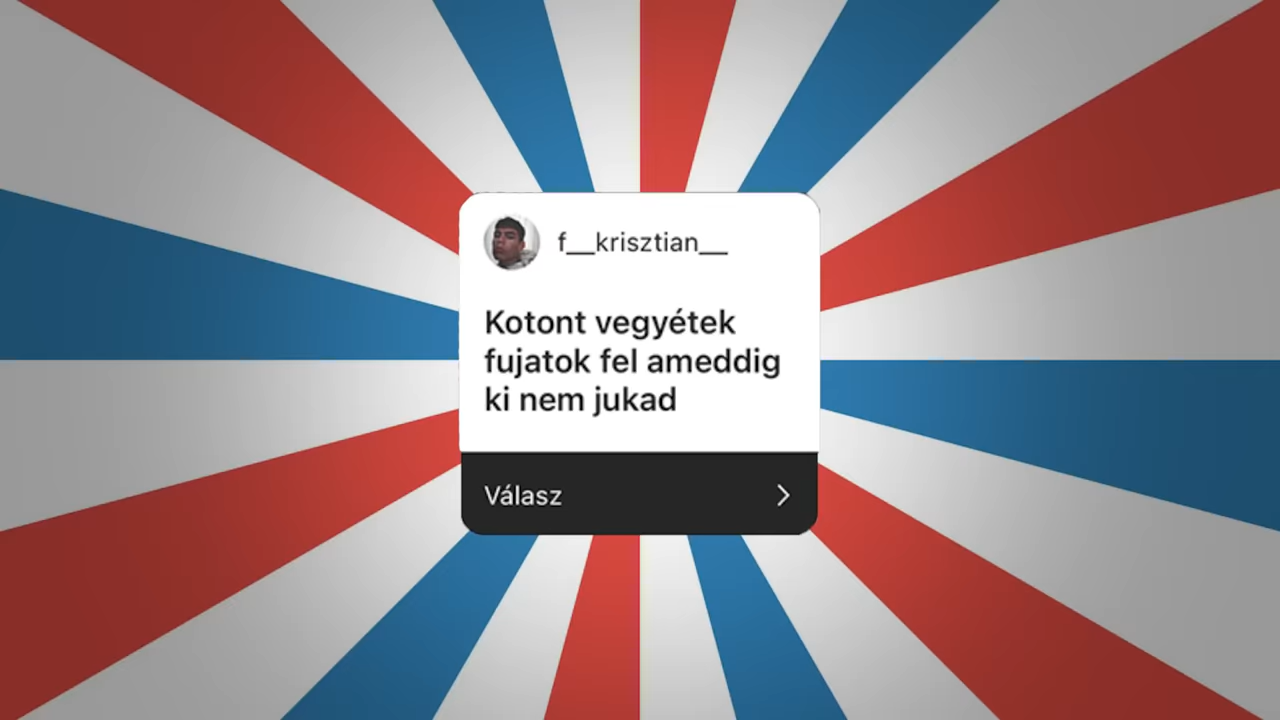 f__krisztian__
Kotont vegyétek
fujatok fel ameddig
ki nem jukad
Válasz